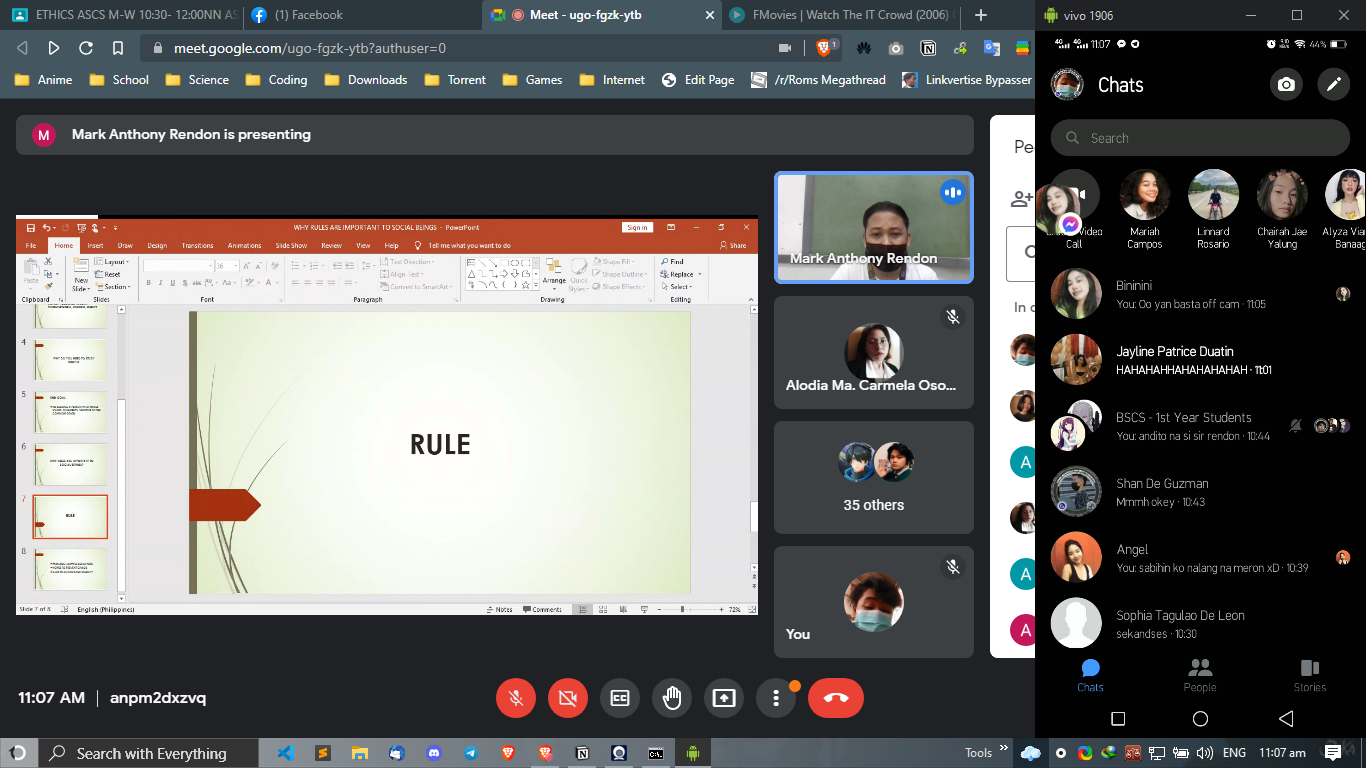 ETHICS ASCS M-W 10:30- 12:00NN AS
(1) Facebook
Meet - ugo-fgzk-ytb
FMovies | Watch The IT Crowd (2006)
meet.google.com/ugo-fgzk-ytb?authuser=0
1
Anime
School
Science
Coding
Downloads
Torrent
Games
Internet
Edit Page
/r/Roms Megathread
Linkvertise Bypasser
M
Mark Anthony Rendon is presenting
WHY RULES ARE IMPORTANT TO SOCIAL BEINGS - PowerPoint
Sign in
File
Home
Insert
Draw
Design
Transitions
Animations
Slide Show
Review
View
Help
Tell me what you want to do
Share
Paste
New
Slide
Layout
Reset
Section
Clipboard
Slides
Font
Text Direction
Align Text
Convert to SmartArt
Paragraph
Arrange
Quick
Styles
Shape Fill
Shape Outline
Shape Effects
Drawing
Find
Replace
Select
Editing
4
5
6
7
RULE
8
RULE
Slide 7 of 8
English (Philippines)
Notes
Comments
72%
Mark Anthony Rendon
Alodia Ma. Carmela Oso...
35 others
You
Pe
In c
A
A
A
11:07 AM | anpm2dxzvq
CC
vivo 1906
4G 4G 11:07
44%
Chats
Search
Video
Call
Mariah
Campos
Linnard
Rosario
Chairah Jae
Yalung
Alyza Via
Banaag
Bininini
You: Oo yan basta off cam · 11:05
Jayline Patrice Duatin
HAHAHAHHAHAHAHAHAH · 11:01
BSCS - 1st Year Students
You: andito na si sir rendon · 10:44
Shan De Guzman
Mmmh okey · 10:43
Angel
You: sabihin ko nalang na meron xD · 10:39
Sophia Tagulao De Leon
sekandses · 10:30
Chats
People
Stories
Search with Everything
Tools
ENG
11:07 am